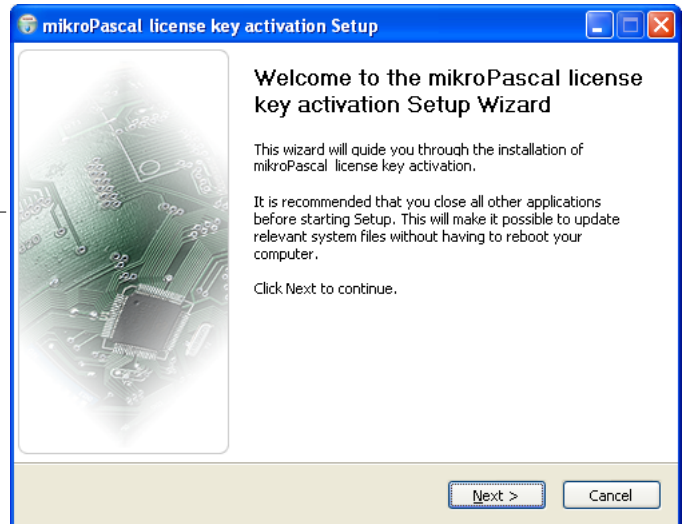 mikroPascal license key activation Setup
Welcome to the mikroPascal license
key activation Setup Wizard
This wizard will guide you through the installation of
mikroPascal  license key activation.
It is recommended that you close all other applications
before starting Setup. This will make it possible to update
relevant system files without having to reboot your
computer.
Click Next to continue.
Next >
Cancel